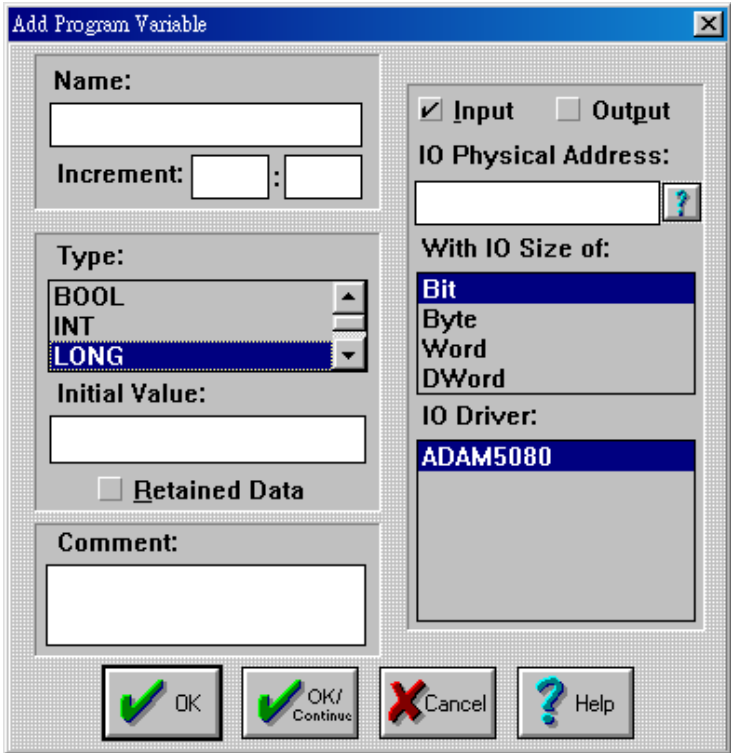 Add Program Variable
Name:
Increment: :
Type:
BOOL
INT
LONG
Initial Value:
Retained Data
Comment:
Input Output
IO Physical Address:
?
With IO Size of:
Bit
Byte
Word
DWord
IO Driver:
ADAM5080
OK
OK/
Continue
Cancel
? Help